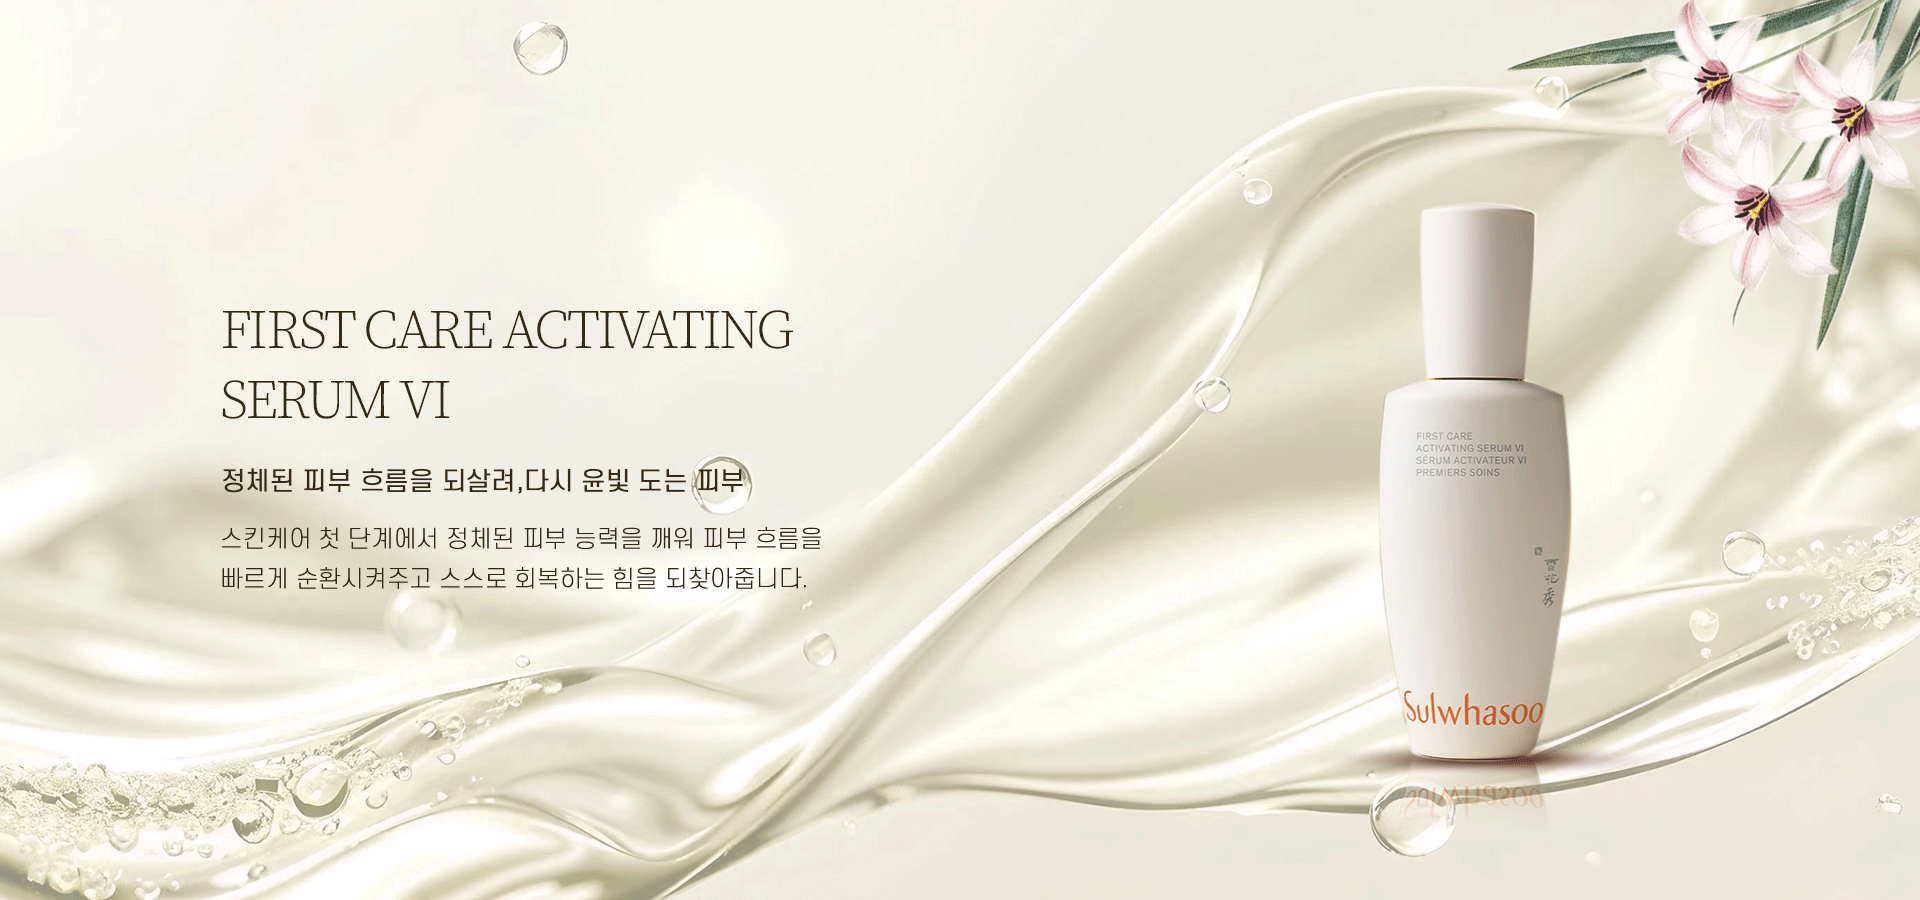 FIRST CARE ACTIVATING
SERUM VI
정체된 피부 흐름을 되살려,다시 윤빛 도는 피부
스킨케어 첫 단계에서 정체된 피부 능력을 깨워 피부 흐름을
빠르게 순환시켜주고 스스로 회복하는 힘을 되찾아줍니다.
FIRST CARE
ACTIVATING SERUM VI
SÉRUM ACTIVATEUR VI
PREMIERS SOINS
雪花秀
Sulwhasoo